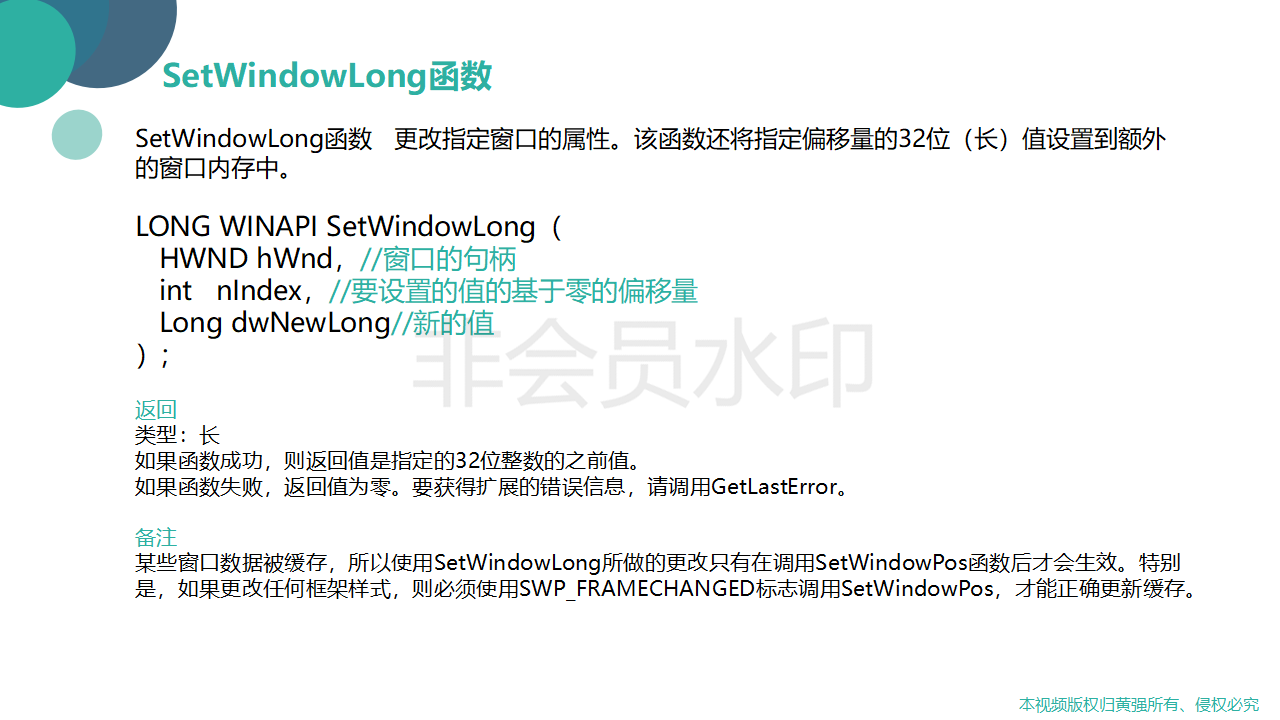 SetWindowLong函数
SetWindowLong函数 更改指定窗口的属性。该函数还将指定偏移量的32位（长）值设置到额外
的窗口内存中。
LONG WINAPI SetWindowLong（
HWND hWnd，//窗口的句柄
int nIndex，//要设置的值的基于零的偏移量
Long dwNewLong//新的值
）;
非会员水印
返回
类型：长
如果函数成功，则返回值是指定的32位整数的之前值。
如果函数失败，返回值为零。要获得扩展的错误信息，请调用GetLastError。
备注
某些窗口数据被缓存，所以使用SetWindowLong所做的更改只有在调用SetWindowPos函数后才会生效。特别
是，如果更改任何框架样式，则必须使用SWP_FRAMECHANGED标志调用SetWindowPos，才能正确更新缓存。
本视频版权归黄强所有、侵权必究